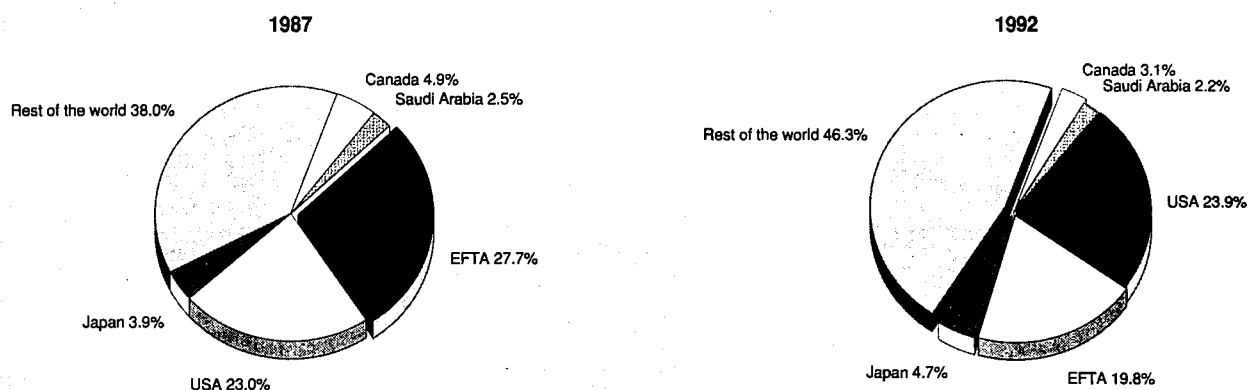 1987
Canada 4.9%
Saudi Arabia 2.5%
Rest of the world 38.0%
EFTA 27.7%
Japan 3.9%
USA 23.0%
1992
Canada 3.1%
Saudi Arabia 2.2%
Rest of the world 46.3%
USA 23.9%
Japan 4.7%
EFTA 19.8%